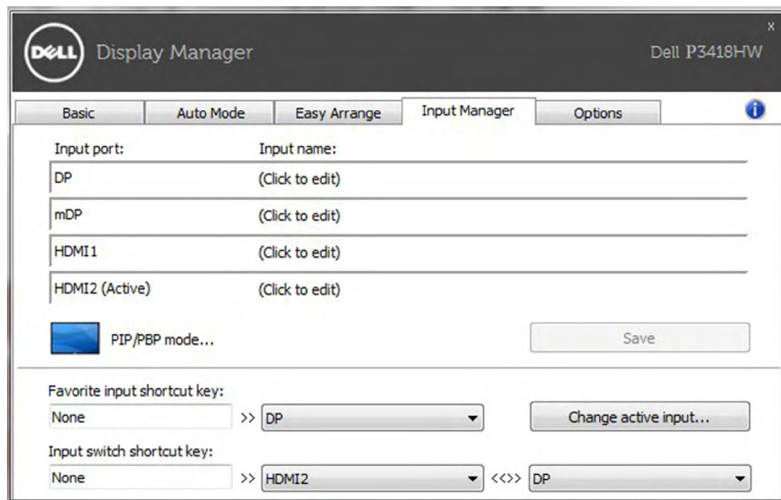 DELL Display Manager x Dell P3418HW
Basic Auto Mode Easy Arrange Input Manager Options i
Input port: Input name:
DP (Click to edit)
mDP (Click to edit)
HDMI1 (Click to edit)
HDMI2 (Active) (Click to edit)
PIP/PBP mode... Save
Favorite input shortcut key:
None >> DP Change active input...
Input switch shortcut key:
None >> HDMI2 <<>> DP